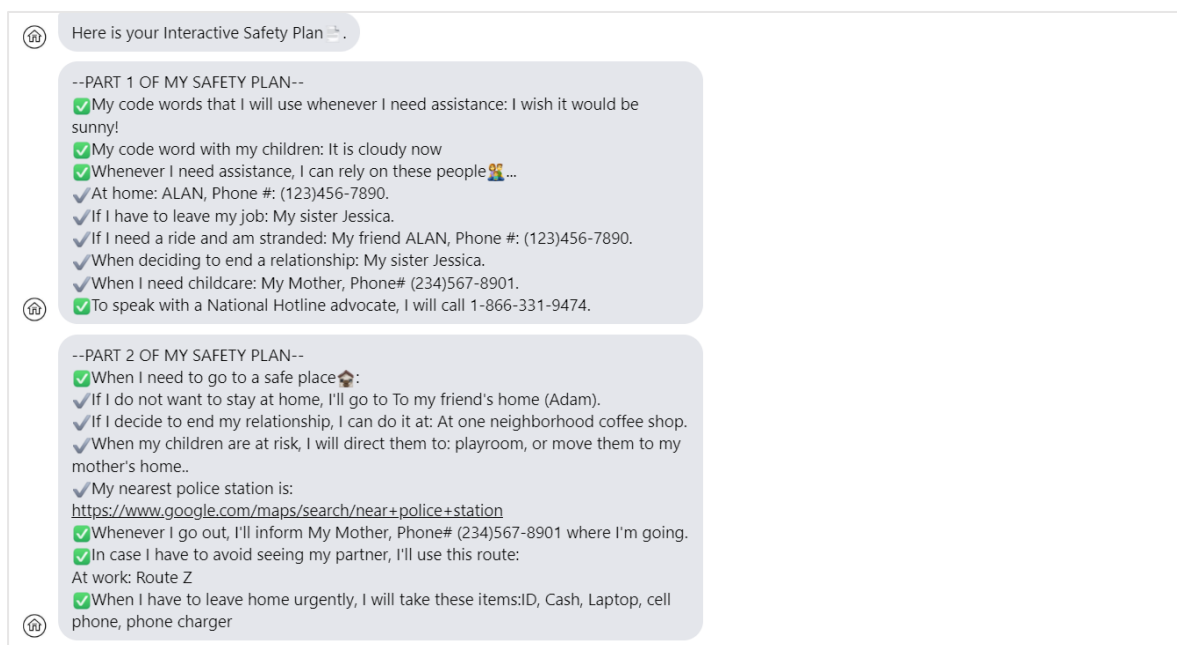 Here is your Interactive Safety Plan📄.
--PART 1 OF MY SAFETY PLAN--
✅My code words that I will use whenever I need assistance: I wish it would be
sunny!
✅My code word with my children: It is cloudy now
✅Whenever I need assistance, I can rely on these people👨‍👩‍👧‍👦...
✔️At home: ALAN, Phone #: (123)456-7890.
✔️If I have to leave my job: My sister Jessica.
✔️If I need a ride and am stranded: My friend ALAN, Phone #: (123)456-7890.
✔️When deciding to end a relationship: My sister Jessica.
✔️When I need childcare: My Mother, Phone# (234)567-8901.
✅To speak with a National Hotline advocate, I will call 1-866-331-9474.
--PART 2 OF MY SAFETY PLAN--
✅When I need to go to a safe place🏠:
✔️If I do not want to stay at home, I'll go to To my friend's home (Adam).
✔️If I decide to end my relationship, I can do it at: At one neighborhood coffee shop.
✔️When my children are at risk, I will direct them to: playroom, or move them to my
mother's home..
✔️My nearest police station is:
https://www.google.com/maps/search/near+police+station
✅Whenever I go out, I'll inform My Mother, Phone# (234)567-8901 where I'm going.
✅In case I have to avoid seeing my partner, I'll use this route:
At work: Route Z
✅When I have to leave home urgently, I will take these items:ID, Cash, Laptop, cell
phone, phone charger